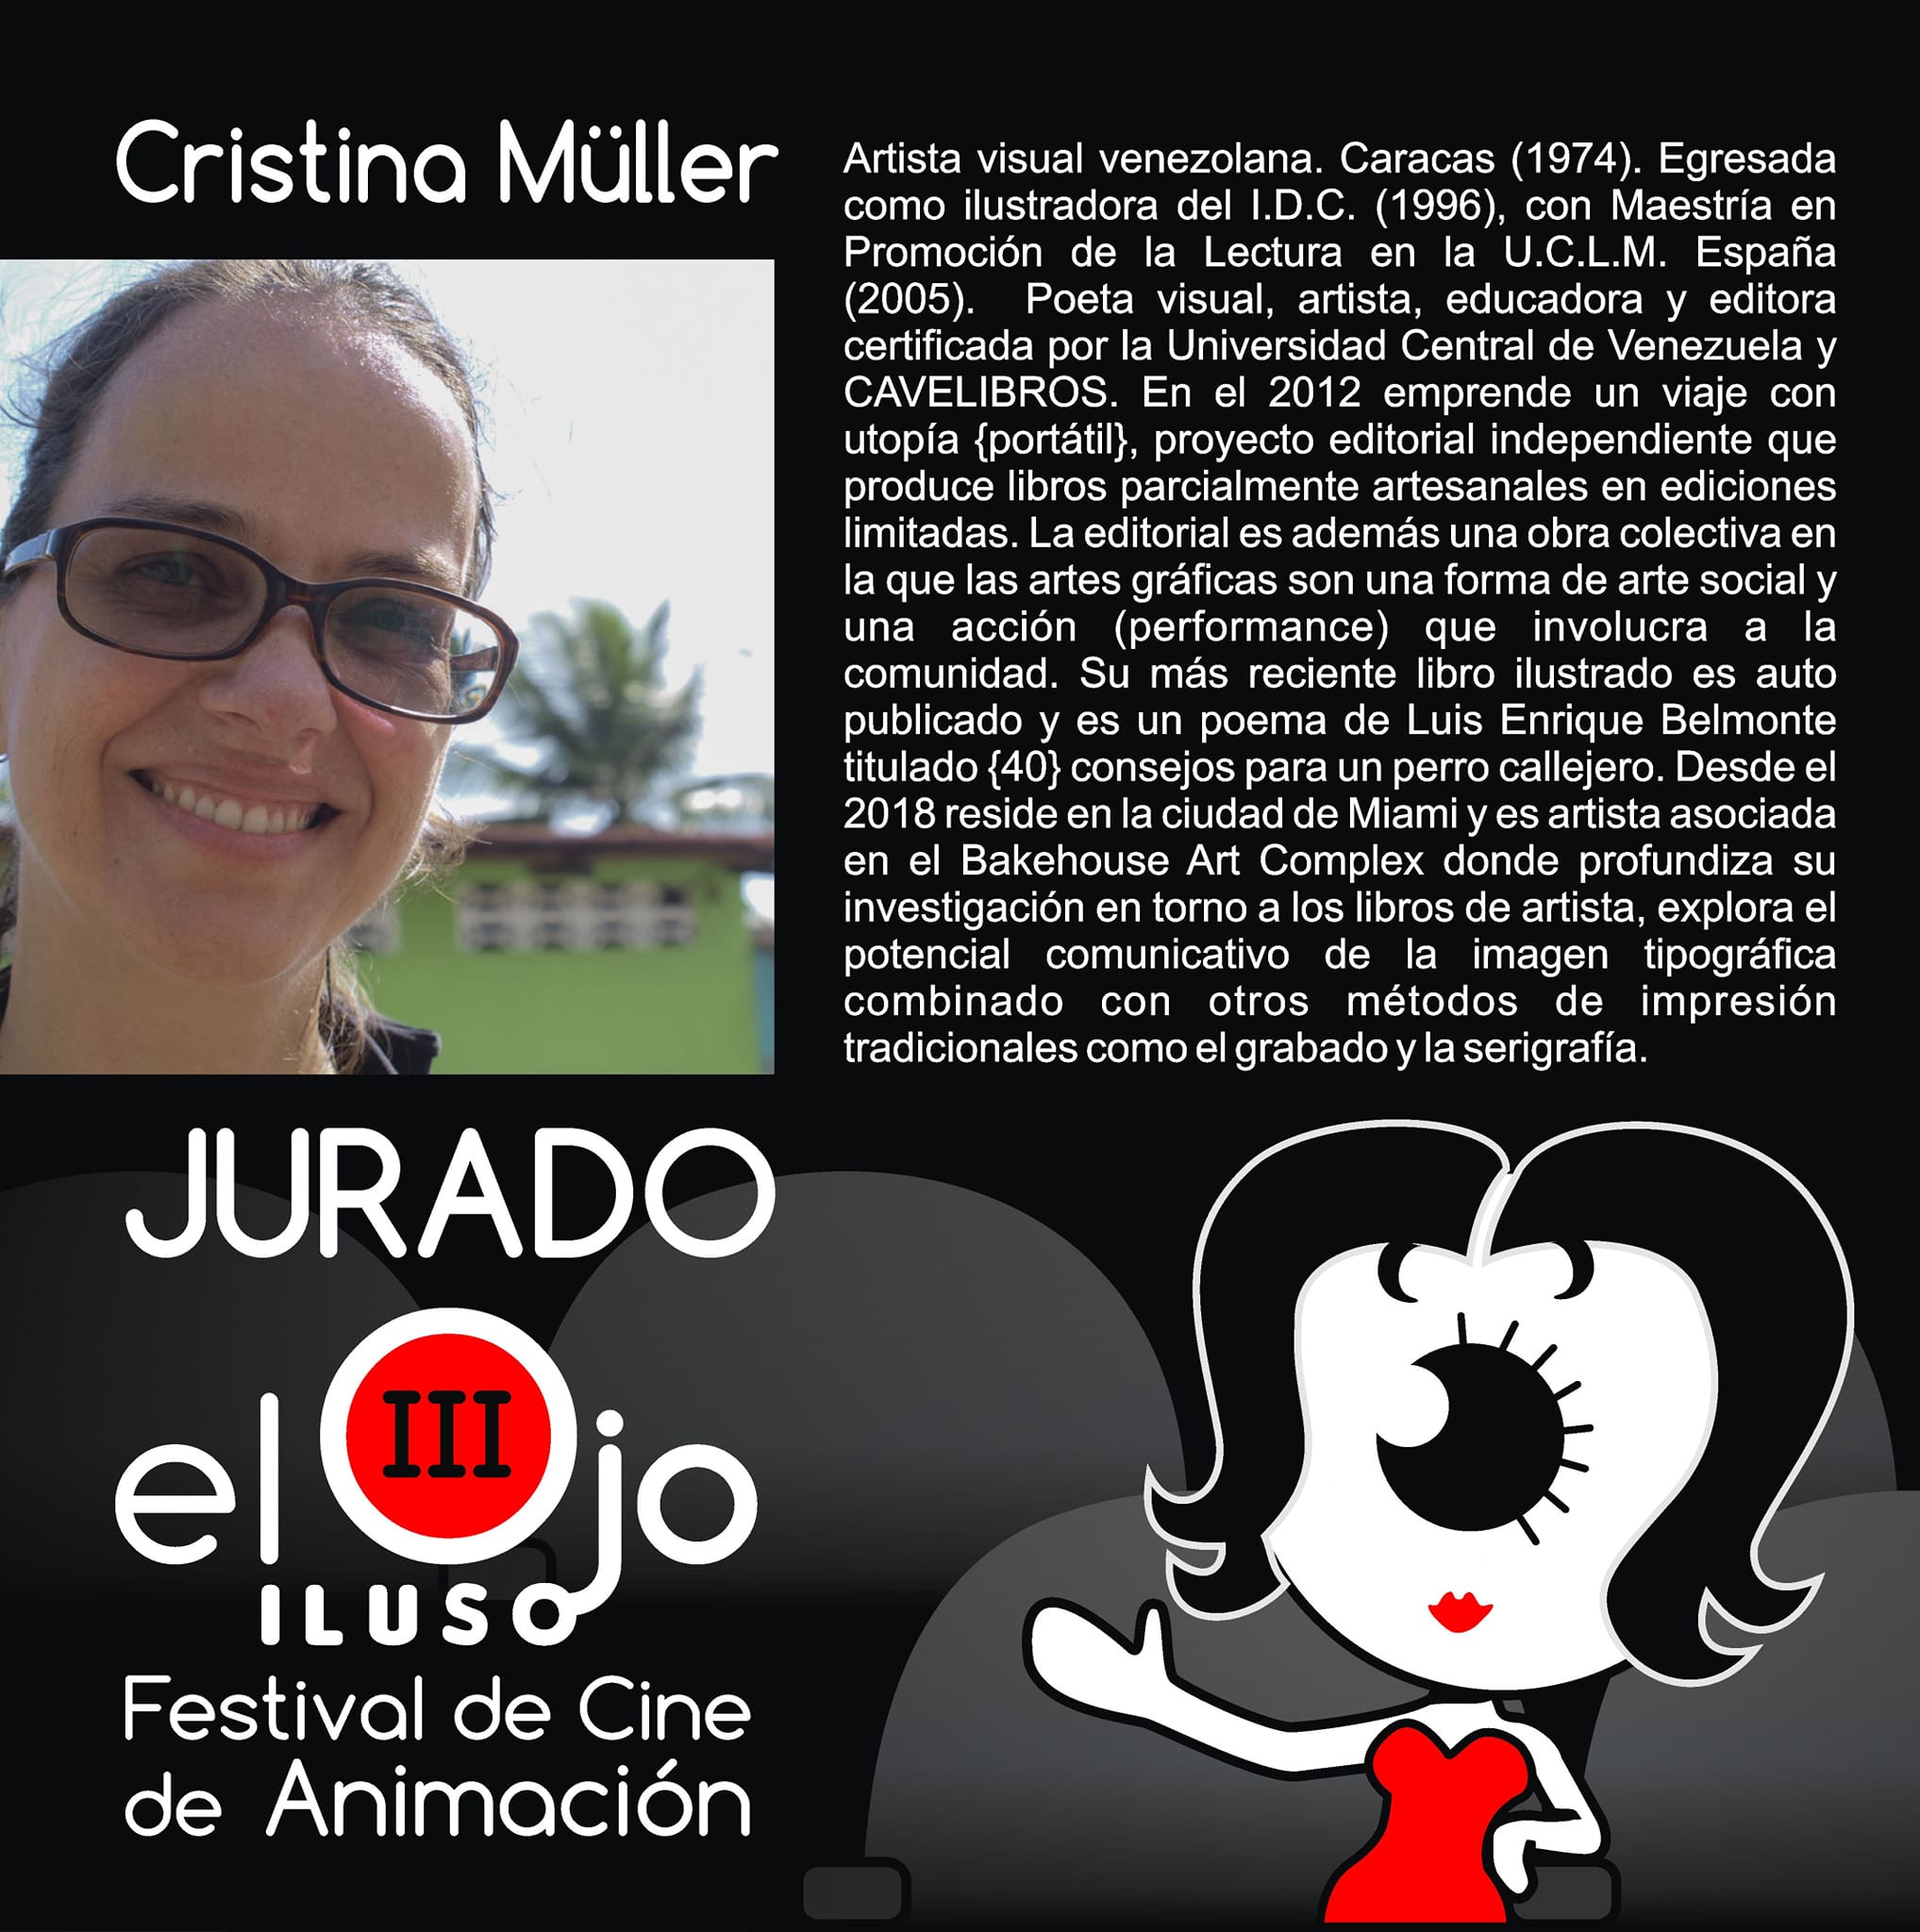 Cristina Müller
Artista visual venezolana. Caracas (1974). Egresada
como ilustradora del I.D.C. (1996), con Maestría en
Promoción de la Lectura en la U.C.L.M. España
(2005). Poeta visual, artista, educadora y editora
certificada por la Universidad Central de Venezuela y
CAVELIBROS. En el 2012 emprende un viaje con
utopía {portátil}, proyecto editorial independiente que
produce libros parcialmente artesanales en ediciones
limitadas. La editorial es además una obra colectiva en
la que las artes gráficas son una forma de arte social y
una acción (performance) que involucra a la
comunidad. Su más reciente libro ilustrado es auto
publicado y es un poema de Luis Enrique Belmonte
titulado {40} consejos para un perro callejero. Desde el
2018 reside en la ciudad de Miami y es artista asociada
en el Bakehouse Art Complex donde profundiza su
investigación en torno a los libros de artista, explora el
potencial comunicativo de la imagen tipográfica
combinado con otros métodos de impresión
tradicionales como el grabado y la serigrafía.
JURADO
III
el Ojo
ILUSO
Festival de Cine
de Animación